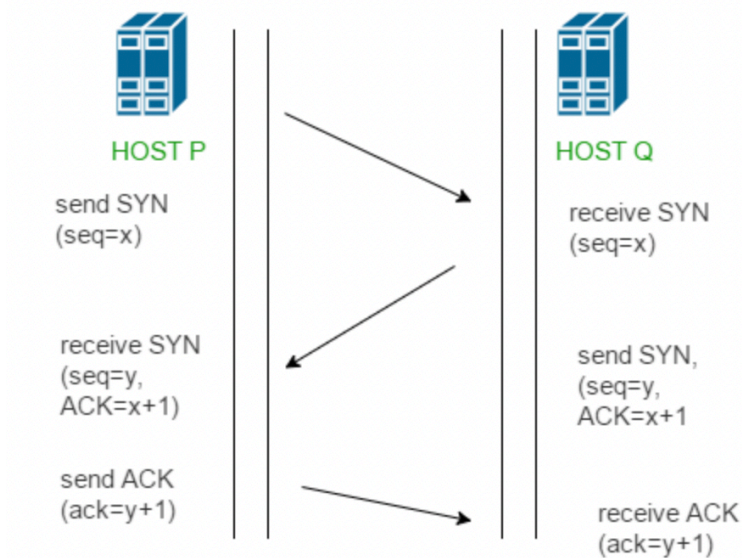 HOST P
HOST Q
send SYN
(seq=x)
receive SYN
(seq=x)
receive SYN
(seq=y,
ACK=x+1)
send SYN,
(seq=y,
ACK=x+1
send ACK
(ack=y+1)
receive ACK
(ack=y+1)